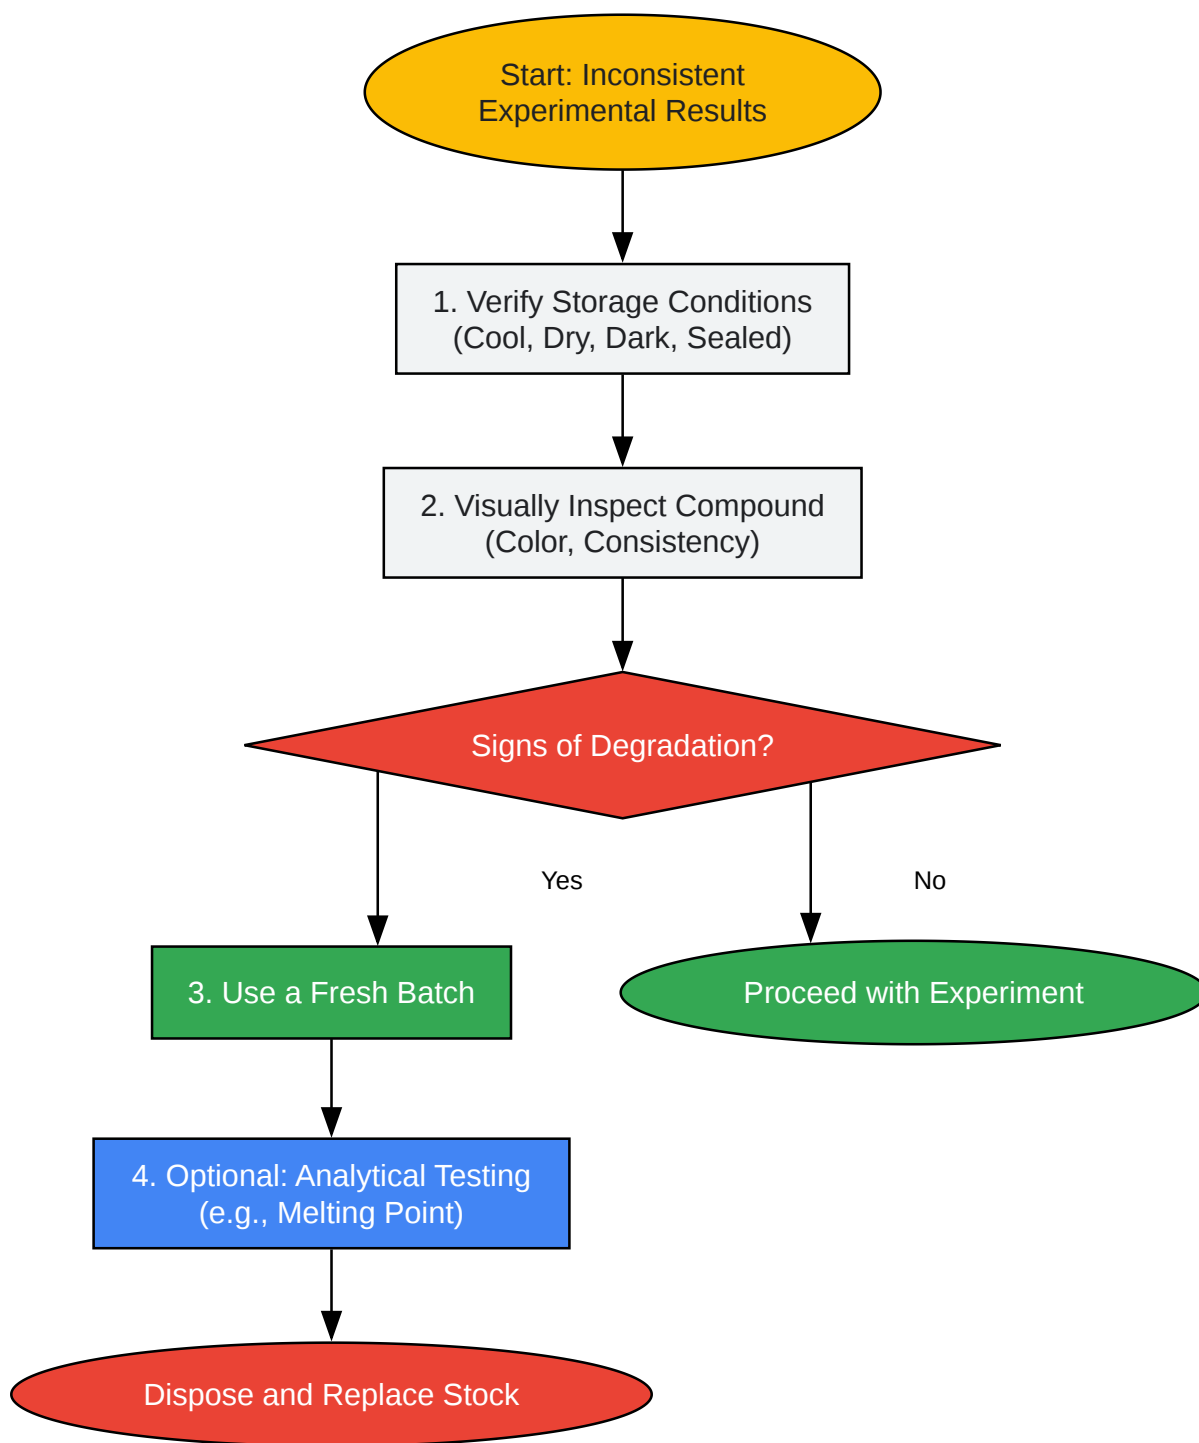 Start: Inconsistent
Experimental Results
1. Verify Storage Conditions
(Cool, Dry, Dark, Sealed)
2. Visually Inspect Compound
(Color, Consistency)
Signs of Degradation?
Yes
No
3. Use a Fresh Batch
Proceed with Experiment
4. Optional: Analytical Testing
(e.g., Melting Point)
Dispose and Replace Stock